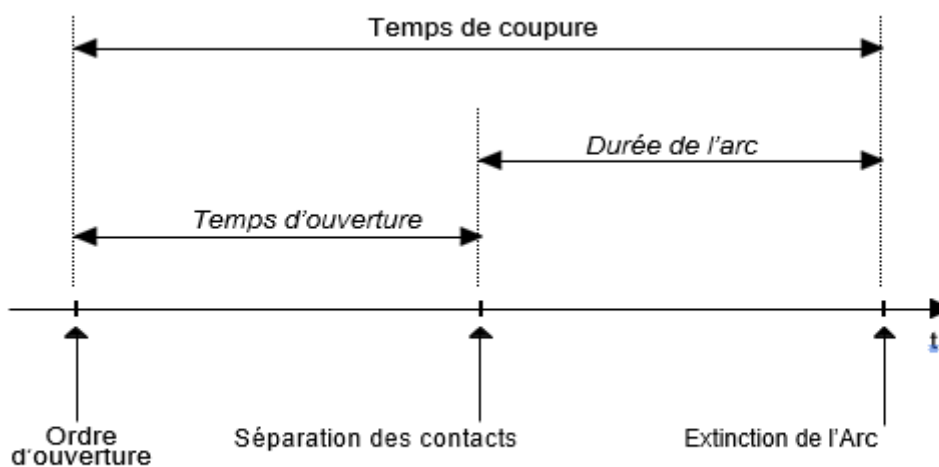 Temps de coupure
Durée de l'arc
Temps d'ouverture
t
Ordre
d'ouverture
Séparation des contacts
Extinction de l'Arc